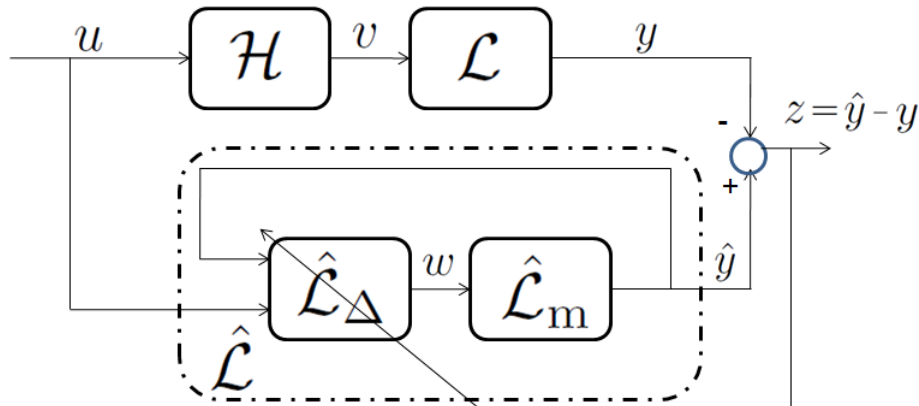 u ℋ v ℒ y
z=ŷ-y
-
+
ℒ̂_Δ w ℒ̂_m ŷ
ℒ̂